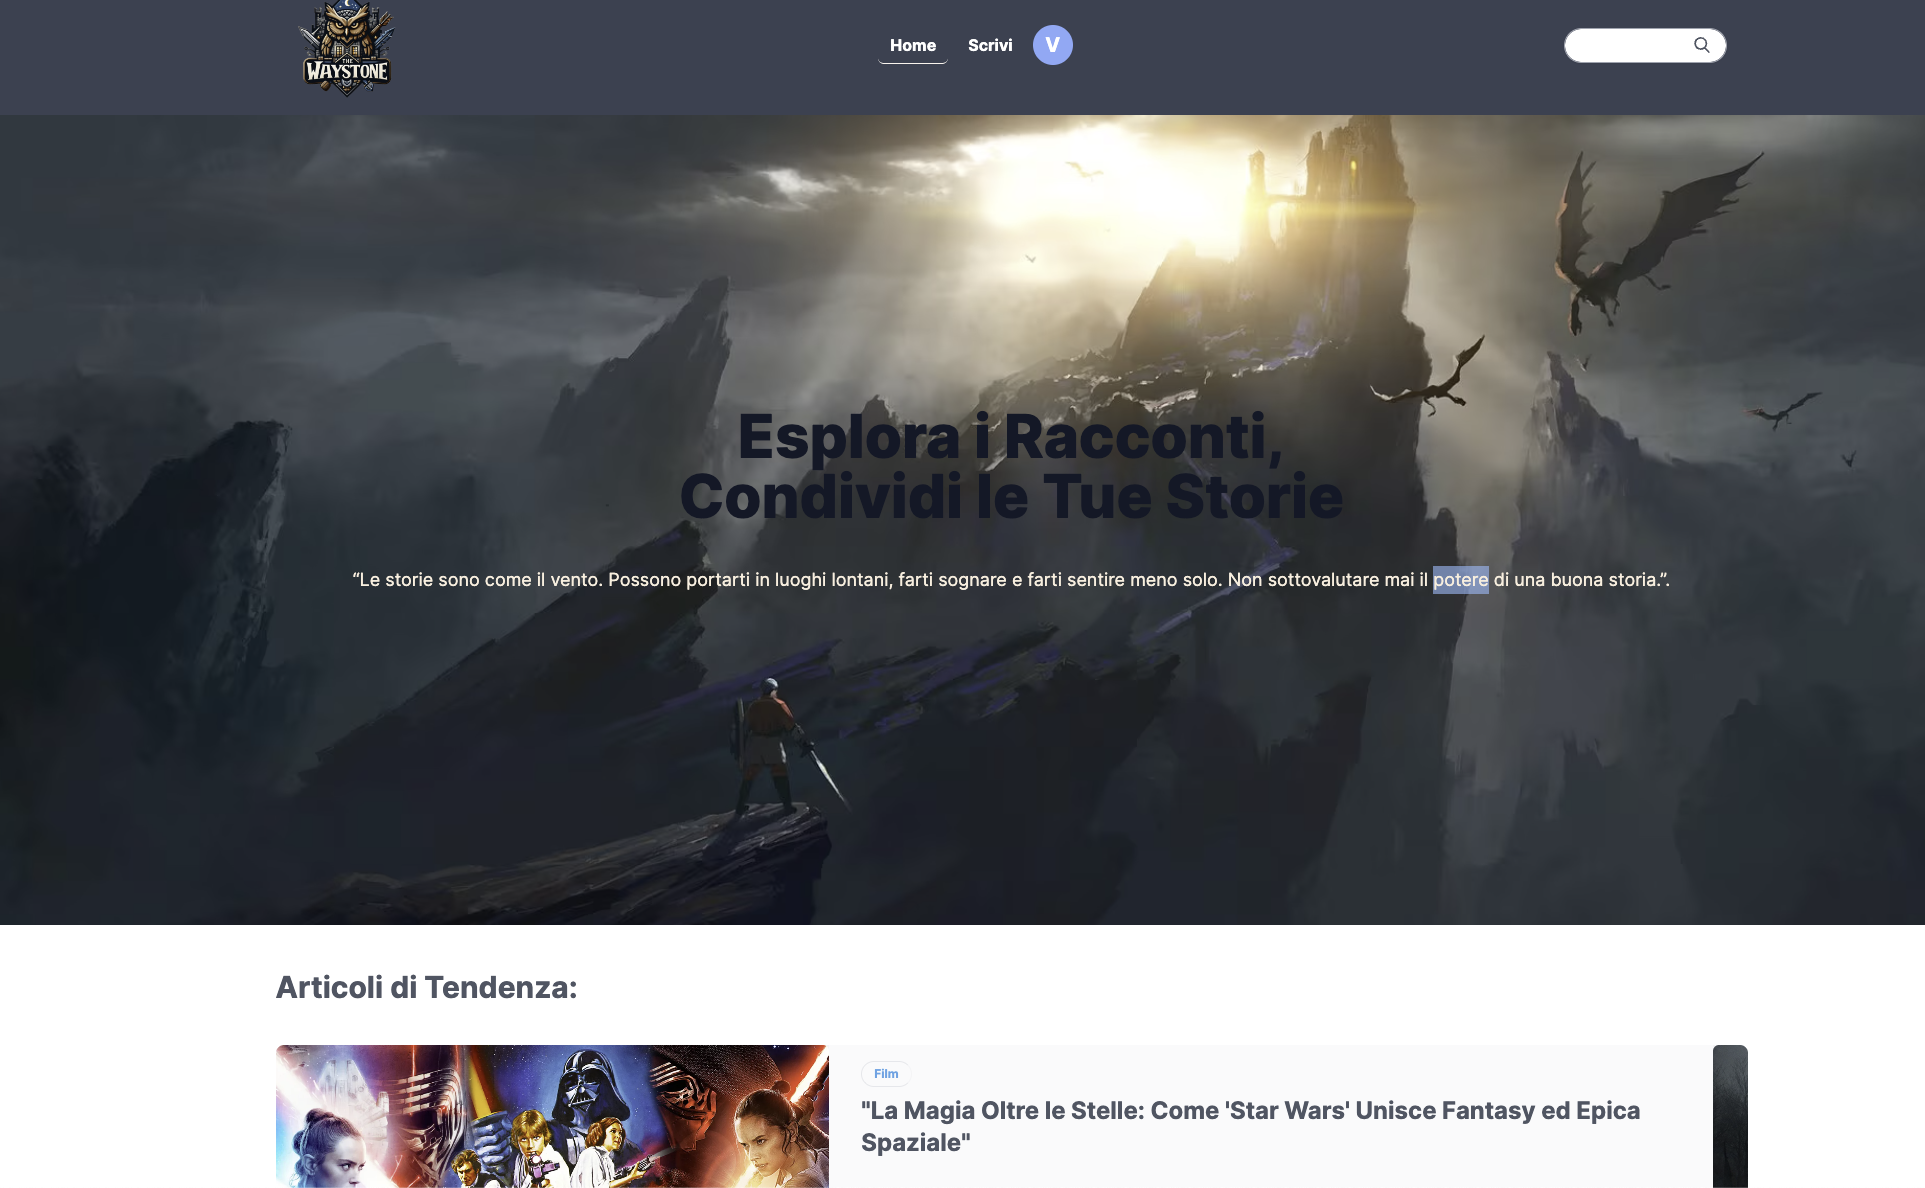 THE
WAYSTONE
Home
Scrivi
V
Esplora i Racconti,
Condividi le Tue Storie
“Le storie sono come il vento. Possono portarti in luoghi lontani, farti sognare e farti sentire meno solo. Non sottovalutare mai il potere di una buona storia.”.
Articoli di Tendenza:
Film
"La Magia Oltre le Stelle: Come 'Star Wars' Unisce Fantasy ed Epica
Spaziale"